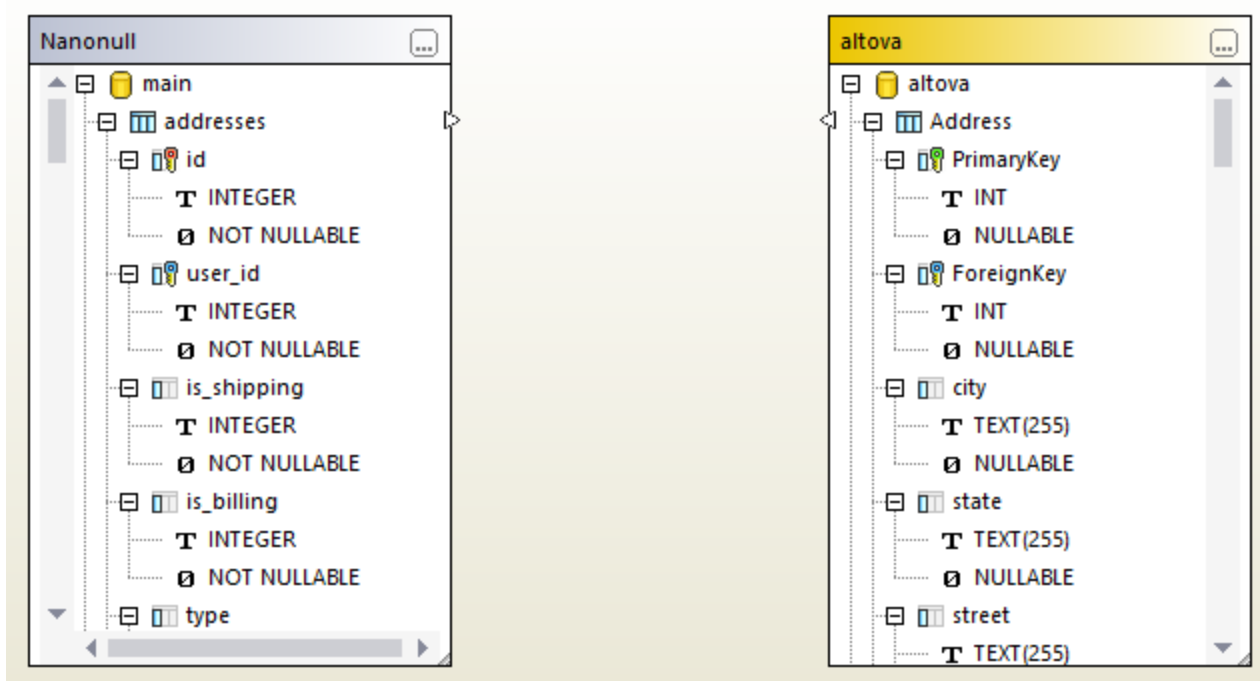 Nanonull
...
main
addresses
id
T INTEGER
NOT NULLABLE
user_id
T INTEGER
NOT NULLABLE
is_shipping
T INTEGER
NOT NULLABLE
is_billing
T INTEGER
NOT NULLABLE
type
altova
...
altova
Address
PrimaryKey
T INT
NULLABLE
ForeignKey
T INT
NULLABLE
city
T TEXT(255)
NULLABLE
state
T TEXT(255)
NULLABLE
street
T TEXT(255)